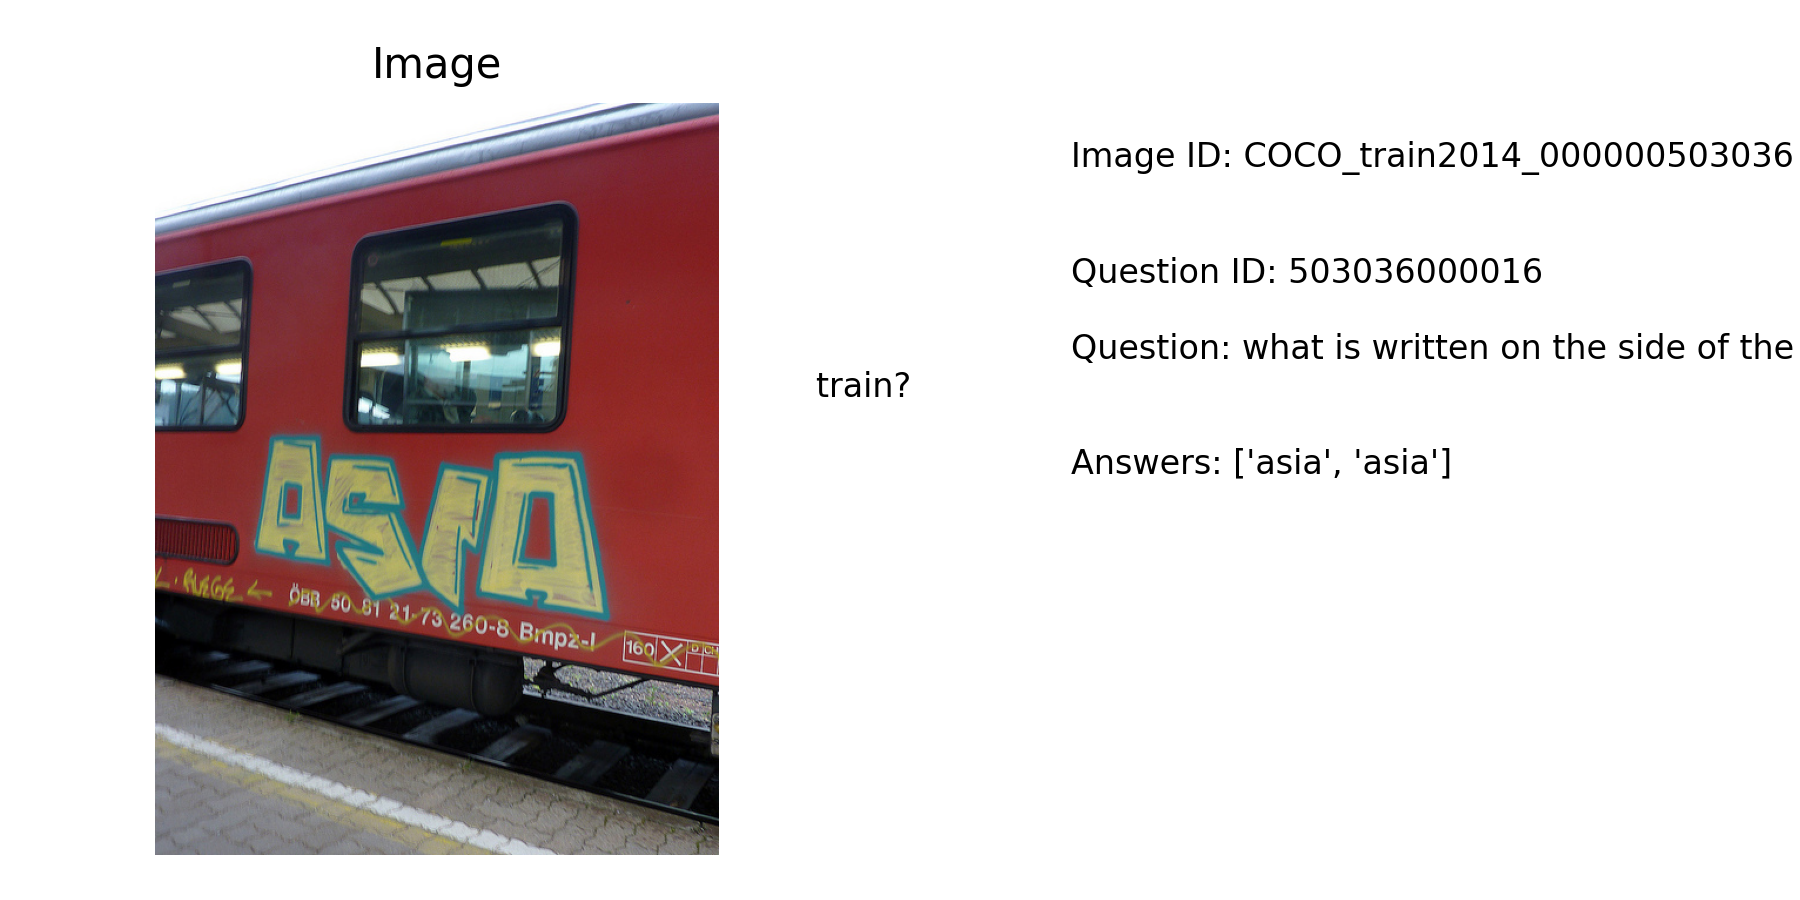 Image
Image ID: COCO_train2014_000000503036
Question ID: 503036000016
Question: what is written on the side of the
train?
Answers: ['asia', 'asia']
ASIA
ÖBB 50 81 21-73 260-8 Bmpz-l
160 D CH